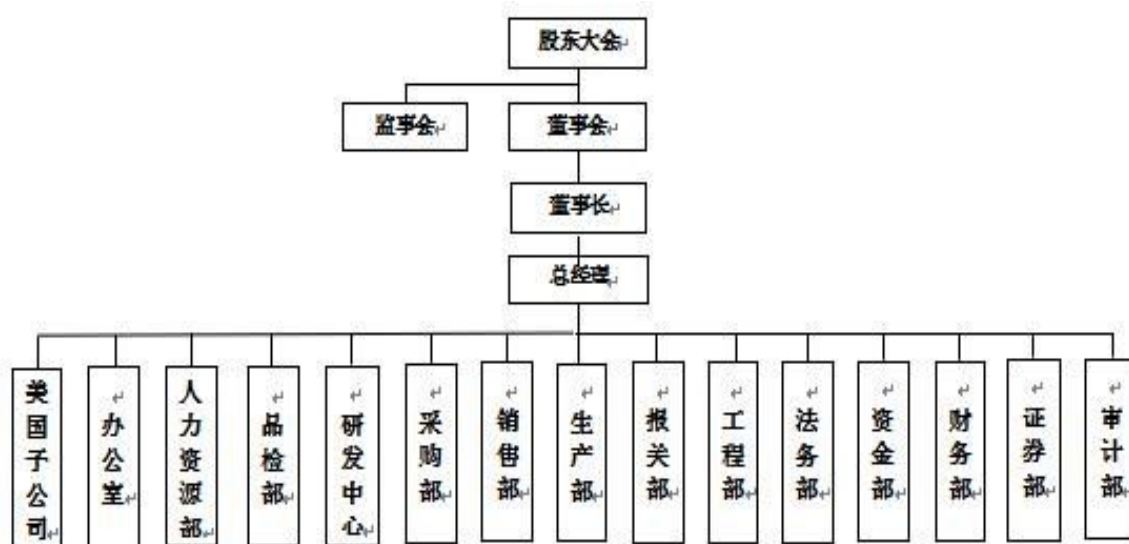 股东大会
监事会
董事会
董事长
总经理
美国子公司
办公室
人力资源部
品检部
研发中心
采购部
销售部
生产部
报关部
工程部
法务部
资金部
财务部
证券部
审计部